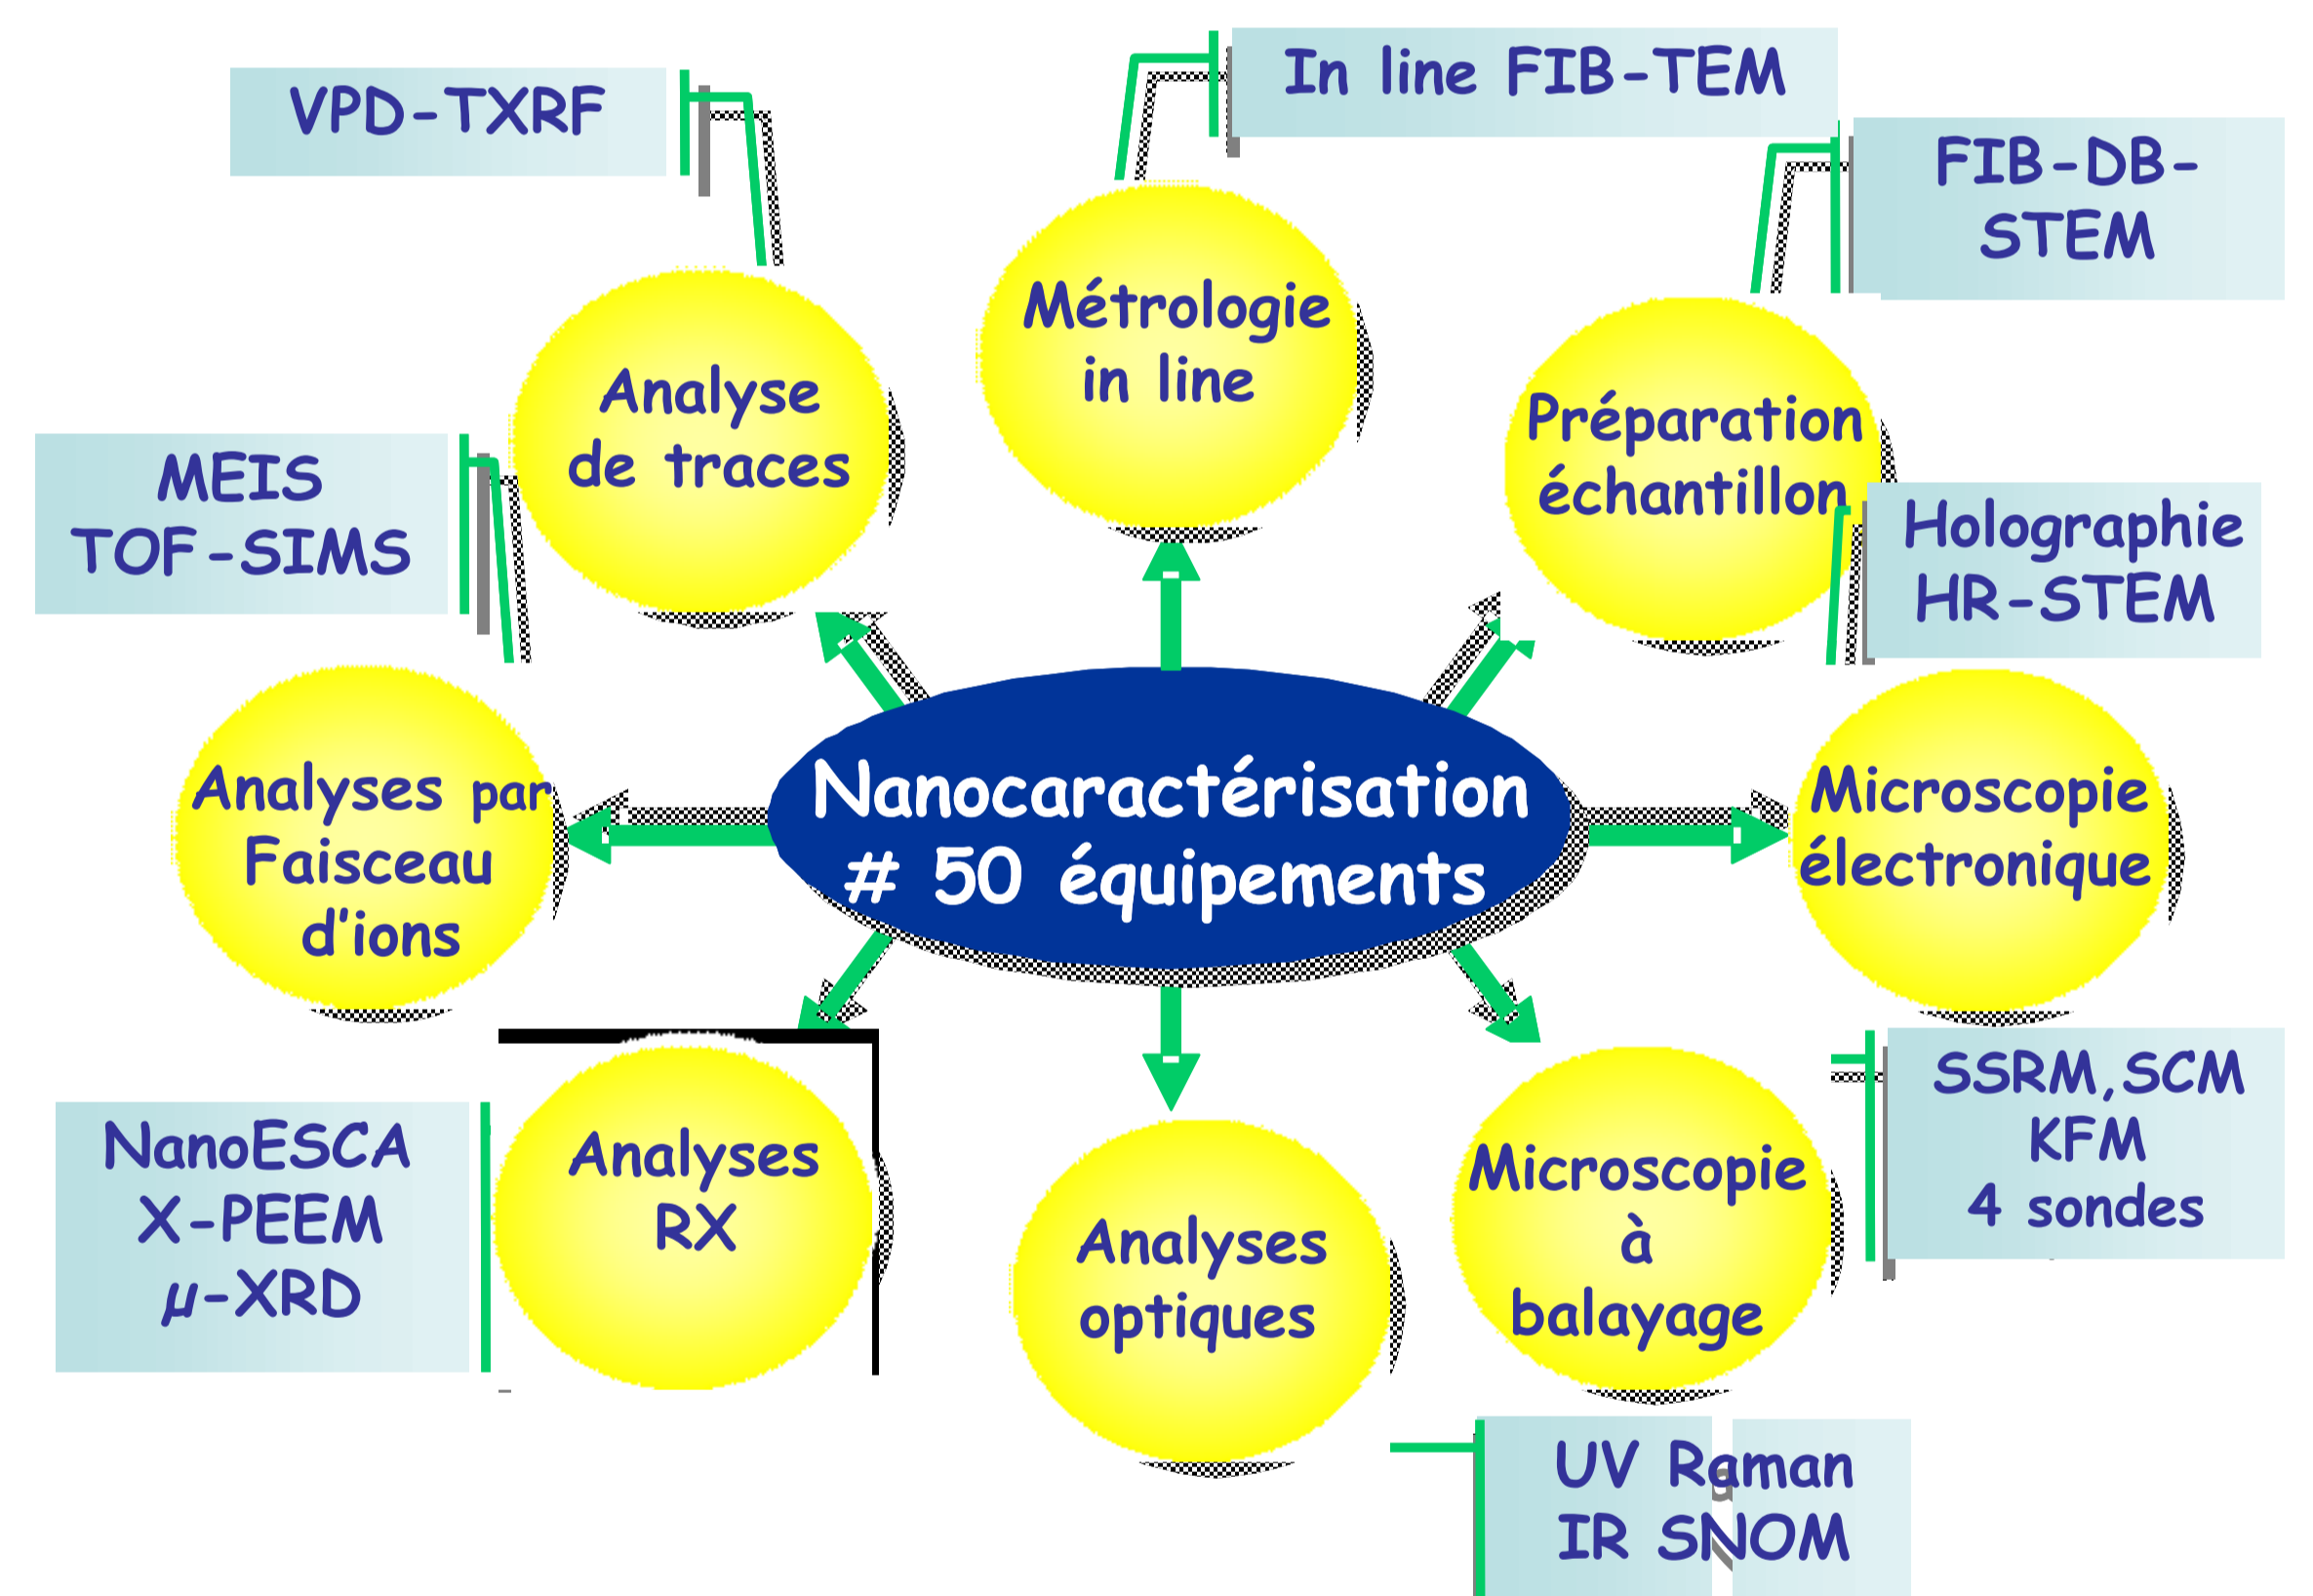 In line FIB-TEM
VPD-TXRF
FIB-DB-
STEM
Métrologie
in line
Analyse
de traces
Préparation
échantillon
MEIS
TOF-SIMS
Holographie
HR-STEM
Nanocaractérisation
# 50 équipements
Analyses par
Faisceau
d'ions
Microscopie
électronique
SSRM,SCM
KFM
4 sondes
NanoESCA
X-PEEM
µ-XRD
Analyses
RX
Analyses
optiques
Microscopie
à
balayage
UV Raman
IR SNOM